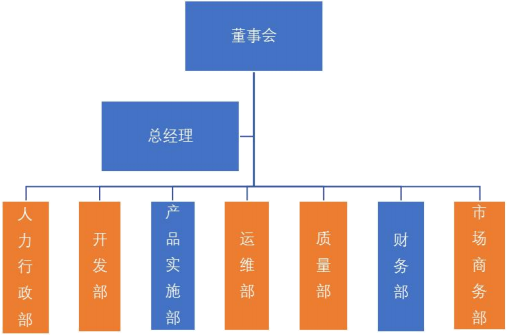 董事会
总经理
人力行政部
开发部
产品实施部
运维部
质量部
财务部
市场商务部